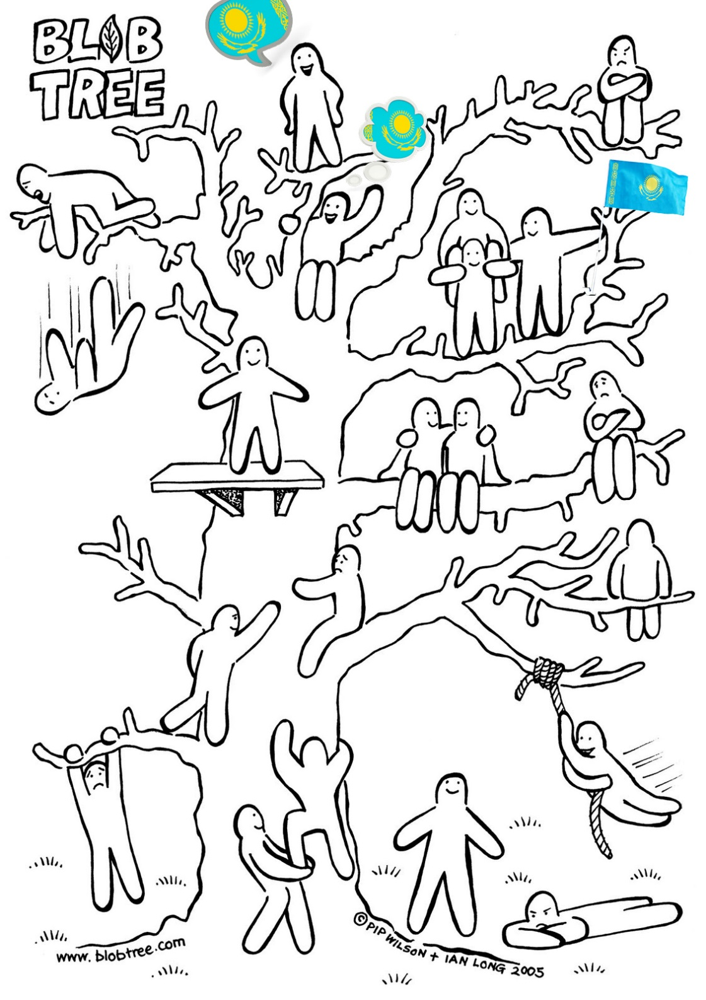 BLOB
TREE
www.blobtree.com
© PIP WILSON + IAN LONG 2005